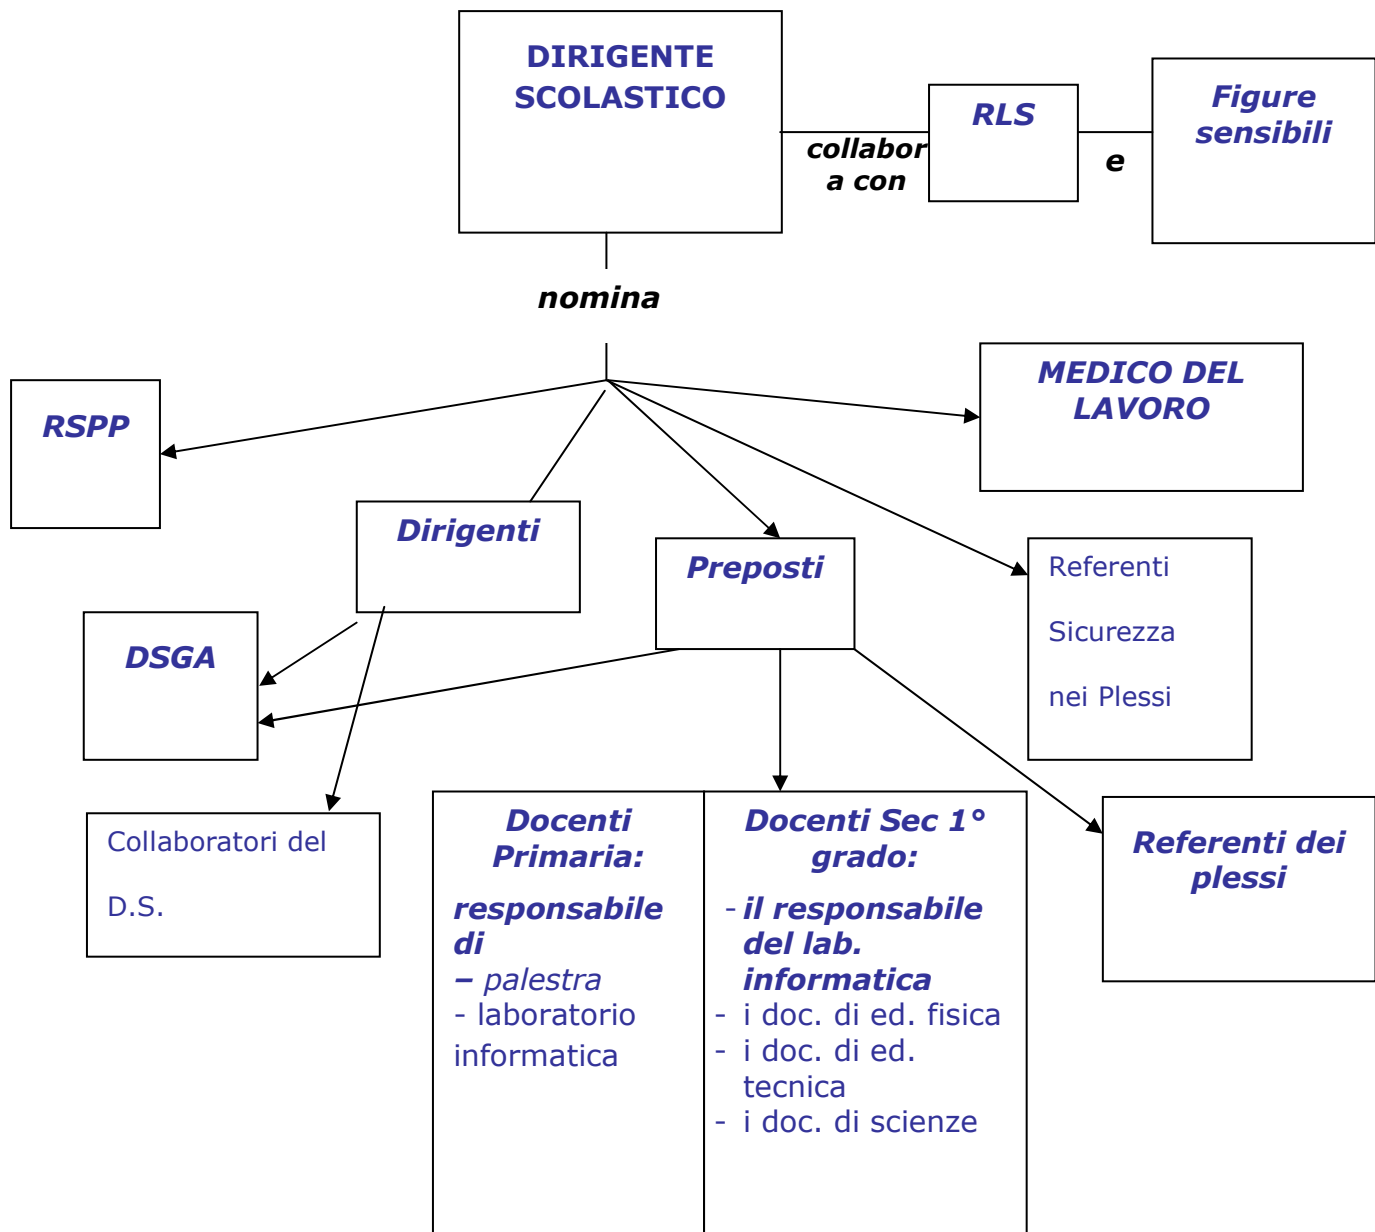 DIRIGENTE
SCOLASTICO
collabor
a con
RLS
e
Figure
sensibili
nomina
RSPP
MEDICO DEL
LAVORO
Dirigenti
Preposti
Referenti
Sicurezza
nei Plessi
DSGA
Collaboratori del
D.S.
Docenti
Primaria:
responsabile
di
– palestra
- laboratorio
informatica
Docenti Sec 1°
grado:
- il responsabile
del lab.
informatica
- i doc. di ed. fisica
- i doc. di ed.
tecnica
- i doc. di scienze
Referenti dei
plessi